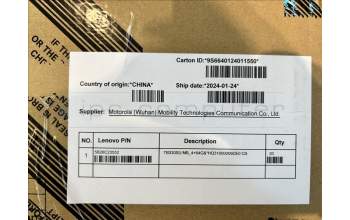 Carton ID:*9S6640124011550*
Country of origin:*CHINA* Ship date:*2024-01-24*
Supplier: Motorola (Wuhan) Mobility Technologies Communication Co., Ltd.
NO. Lenovo P/N Description Qty
1